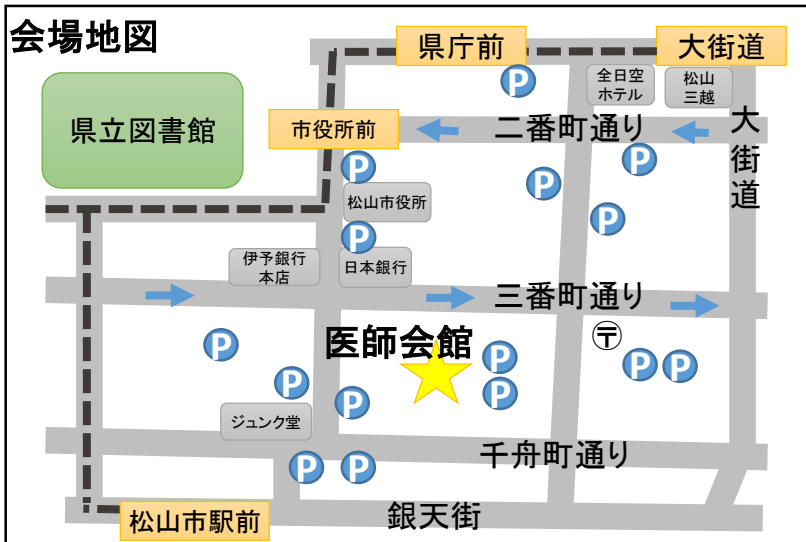 会場地図
県庁前
大街道
全日空
ホテル
松山
三越
県立図書館
市役所前
二番町通り
大街道
P
P
P
P
P
松山市役所
P
伊予銀行
本店
日本銀行
三番町通り
医師会館
〒
P
P
P
P
P
P
P
P
ジュンク堂
千舟町通り
P
P
松山市駅前
銀天街